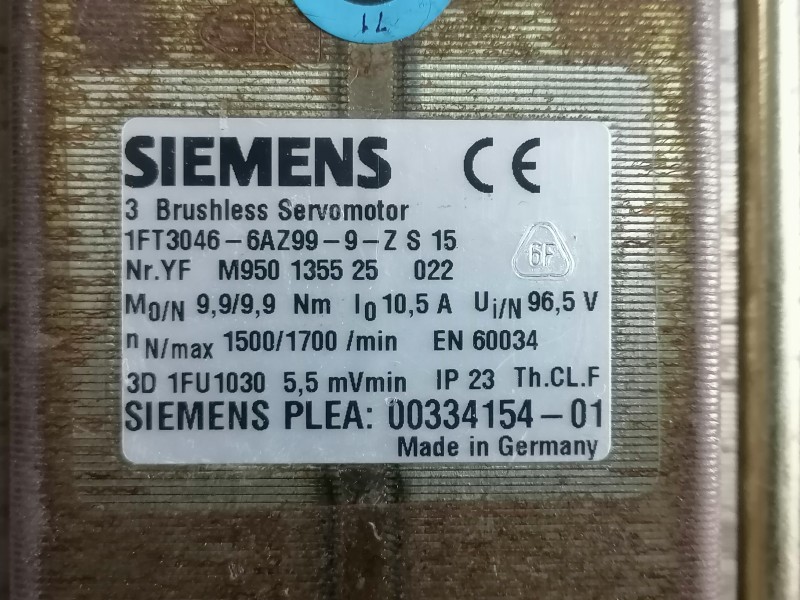 11
SIEMENS CE
3 Brushless Servomotor
1FT3046-6AZ99-9-Z S 15
6F
Nr.YF M950 1355 25 022
M0/N 9,9/9,9 Nm I0 10,5 A Ui/N 96,5 V
nN/max 1500/1700 /min EN 60034
3D 1FU1030 5,5 mVmin IP 23 Th.CL.F
SIEMENS PLEA: 00334154-01
Made in Germany